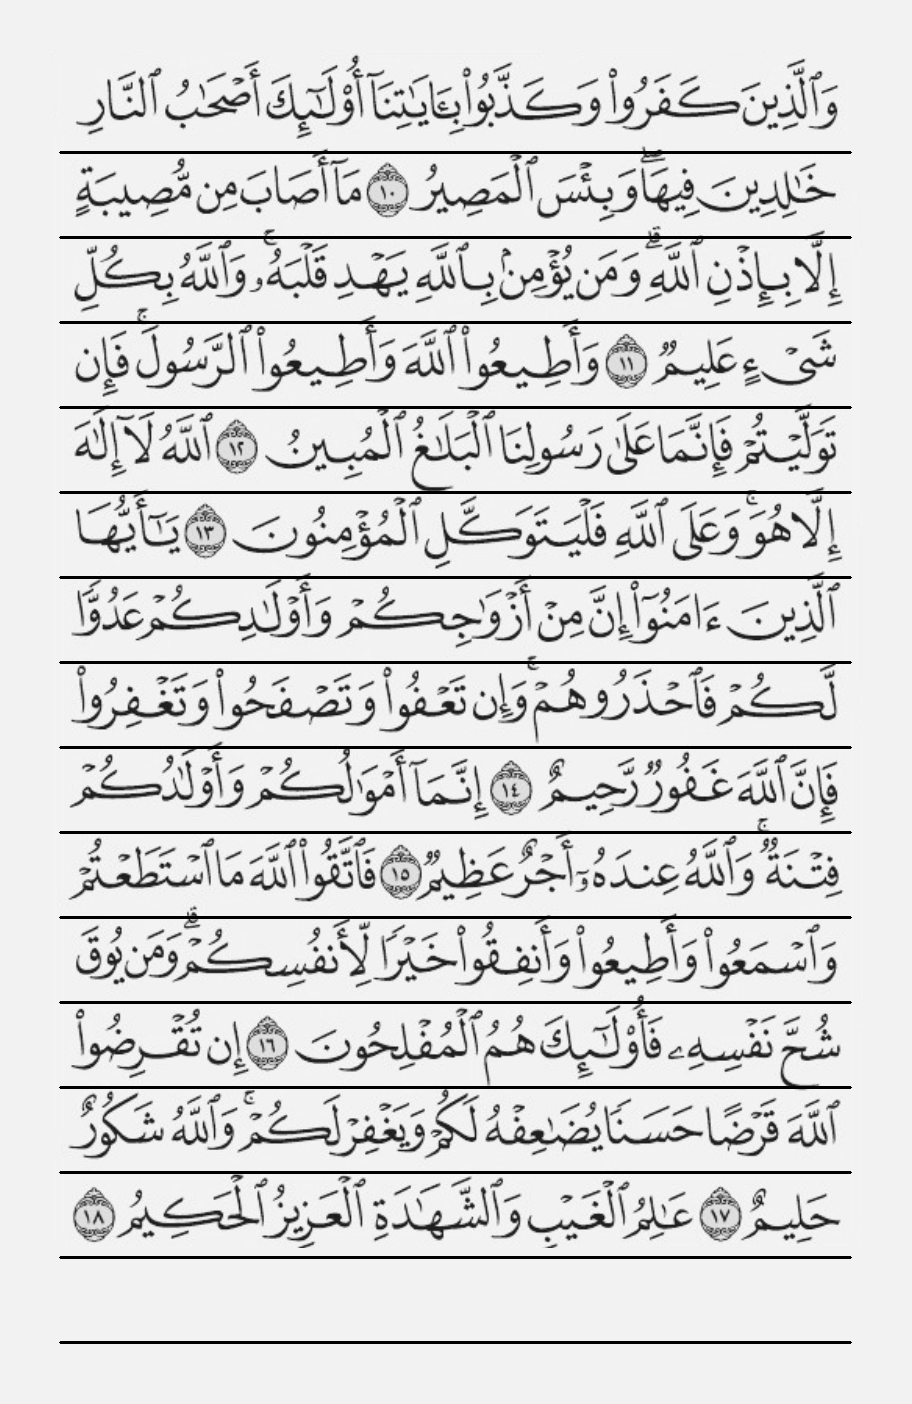 وَٱلَّذِينَ كَفَرُوا۟ وَكَذَّبُوا۟ بِـَٔايَـٰتِنَآ أُو۟لَـٰٓئِكَ أَصْحَـٰبُ ٱلنَّارِ
خَـٰلِدِينَ فِيهَا ۖ وَبِئْسَ ٱلْمَصِيرُ ١٠ مَآ أَصَابَ مِن مُّصِيبَةٍ
إِلَّا بِإِذْنِ ٱللَّهِ ۗ وَمَن يُؤْمِنۢ بِٱللَّهِ يَهْدِ قَلْبَهُۥ ۚ وَٱللَّهُ بِكُلِّ
شَىْءٍ عَلِيمٌ ١١ وَأَطِيعُوا۟ ٱللَّهَ وَأَطِيعُوا۟ ٱلرَّسُولَ ۚ فَإِن
تَوَلَّيْتُمْ فَإِنَّمَا عَلَىٰ رَسُولِنَا ٱلْبَلَـٰغُ ٱلْمُبِينُ ١٢ ٱللَّهُ لَآ إِلَـٰهَ
إِلَّا هُوَ ۚ وَعَلَى ٱللَّهِ فَلْيَتَوَكَّلِ ٱلْمُؤْمِنُونَ ١٣ يَـٰٓأَيُّهَا
ٱلَّذِينَ ءَامَنُوٓا۟ إِنَّ مِنْ أَزْوَٰجِكُمْ وَأَوْلَـٰدِكُمْ عَدُوًّا
لَّكُمْ فَٱحْذَرُوهُمْ ۚ وَإِن تَعْفُوا۟ وَتَصْفَحُوا۟ وَتَغْفِرُوا۟
فَإِنَّ ٱللَّهَ غَفُورٌ رَّحِيمٌ ١٤ إِنَّمَآ أَمْوَٰلُكُمْ وَأَوْلَـٰدُكُمْ
فِتْنَةٌ ۚ وَٱللَّهُ عِندَهُۥٓ أَجْرٌ عَظِيمٌ ١٥ فَٱتَّقُوا۟ ٱللَّهَ مَا ٱسْتَطَعْتُمْ
وَٱسْمَعُوا۟ وَأَطِيعُوا۟ وَأَنفِقُوا۟ خَيْرًا لِّأَنفُسِكُمْ ۗ وَمَن يُوقَ
شُحَّ نَفْسِهِۦ فَأُو۟لَـٰٓئِكَ هُمُ ٱلْمُفْلِحُونَ ١٦ إِن تُقْرِضُوا۟
ٱللَّهَ قَرْضًا حَسَنًا يُضَـٰعِفْهُ لَكُمْ وَيَغْفِرْ لَكُمْ ۚ وَٱللَّهُ شَكُورٌ
حَلِيمٌ ١٧ عَـٰلِمُ ٱلْغَيْبِ وَٱلشَّهَـٰدَةِ ٱلْعَزِيزُ ٱلْحَكِيمُ ١٨